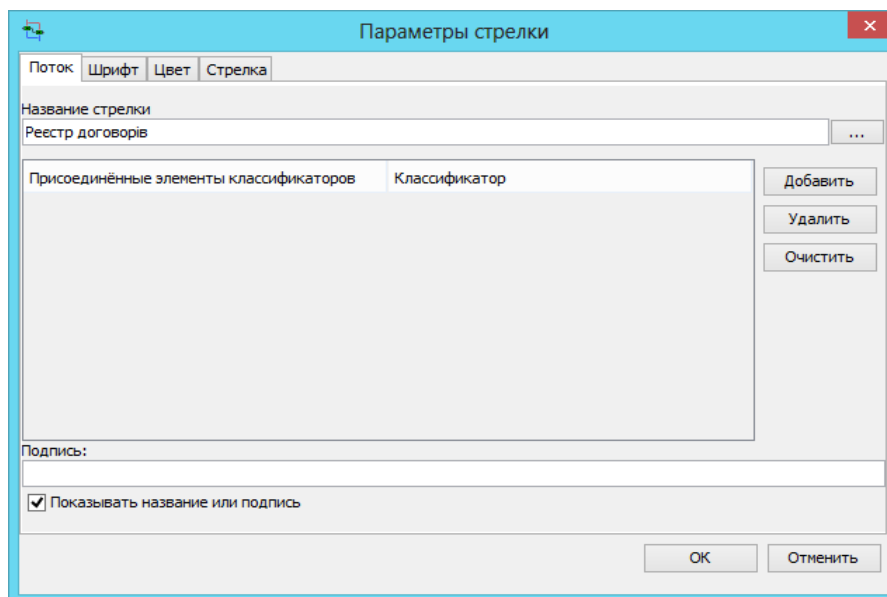 Параметры стрелки
Поток Шрифт Цвет Стрелка
Название стрелки
Реєстр договорів ...
Присоединённые элементы классификаторов Классификатор
Добавить
Удалить
Очистить
Подпись:
Показывать название или подпись
OK Отменить